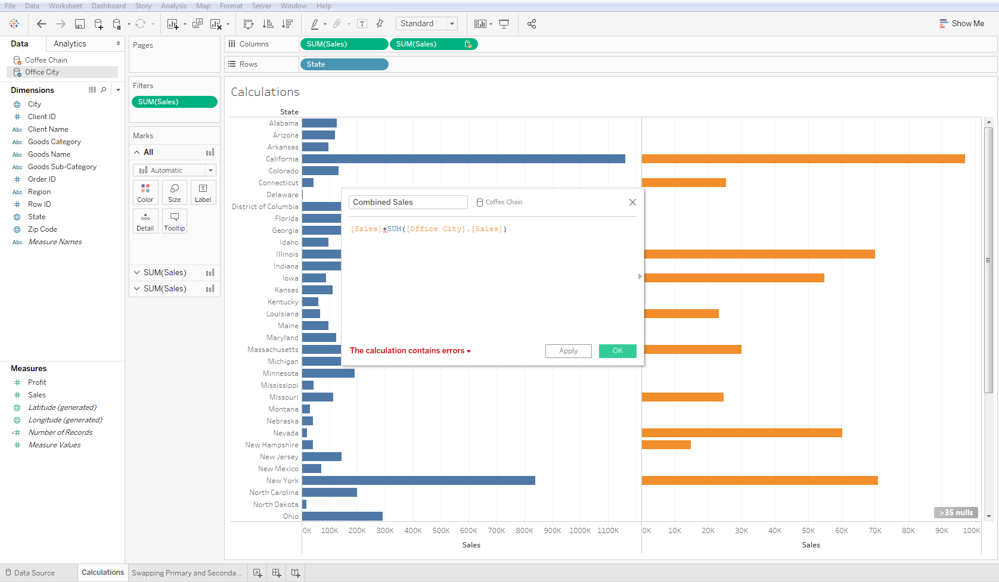 File Data Worksheet Dashboard Story Analysis Map Format Server Window Help
Standard
Show Me
Data Analytics
Coffee Chain
Office City
Dimensions
City
Client ID
Abc Client Name
Abc Goods Category
Abc Goods Name
Abc Goods Sub-Category
Order ID
Abc Region
Row ID
State
Zip Code
Abc Measure Names
Measures
Profit
Sales
Latitude (generated)
Longitude (generated)
Number of Records
Measure Values
Pages
Filters
SUM(Sales)
Marks
All
Automatic
Color Size Label
Detail Tooltip
SUM(Sales)
SUM(Sales)
Columns SUM(Sales) SUM(Sales)
Rows State
Calculations
State
Alabama
Arizona
Arkansas
California
Colorado
Connecticut
Delaware
District of Columbia
Florida
Georgia
Idaho
Illinois
Indiana
Iowa
Kansas
Kentucky
Louisiana
Maine
Maryland
Massachusetts
Michigan
Minnesota
Mississippi
Missouri
Montana
Nebraska
Nevada
New Hampshire
New Jersey
New Mexico
New York
North Carolina
North Dakota
Ohio
Combined Sales Coffee Chain
[Sales]+SUM([Office City].[Sales])
The calculation contains errors Apply OK
>35 nulls
0K 100K 200K 300K 400K 500K 600K 700K 800K 900K 1000K 1100K
Sales
0K 10K 20K 30K 40K 50K 60K 70K 80K 90K 100K
Sales
Data Source Calculations Swapping Primary and Seconda...